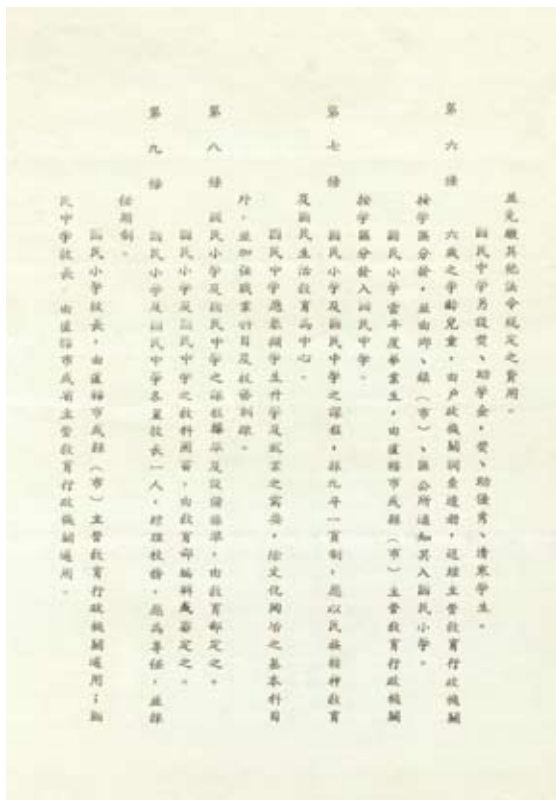 並免繳其他法令規定之費用。
國民中學另設獎、助學金,獎、助優秀、清寒學生。
第六條 六歲之學齡兒童,由戶政機關調查造冊,送經主管教育行政機關
按學區分發,並由鄉、鎮(市)、區公所通知其入國民小學。
國民小學當年度畢業生,由直轄市或縣(市)主管教育行政機關
按學區分發入國民中學。
第七條 國民小學及國民中學之課程,採九年一貫制,應以民族精神教育
及國民生活教育為中心。
國民中學應兼顧學生升學及就業之需要,除文化陶冶之基本科目
外,並加強職業科目及技藝訓練。
第八條 國民小學及國民中學之課程標準及設備標準,由教育部定之。
國民小學及國民中學之教科圖書,由教育部編輯或審定之。
第九條 國民小學及國民中學各置校長一人,綜理校務,應為專任,並採
任期制。
國民小學校長,由直轄市或縣(市)主管教育行政機關遴用;國
民中學校長,由直轄市或省主管教育行政機關遴用。